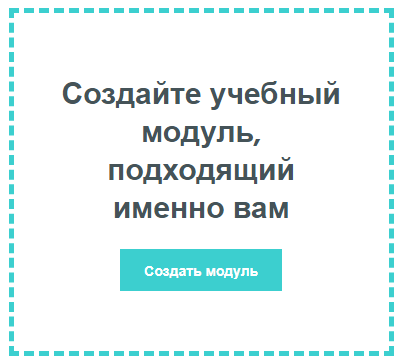 Создайте учебный
модуль,
подходящий
именно вам
Создать модуль